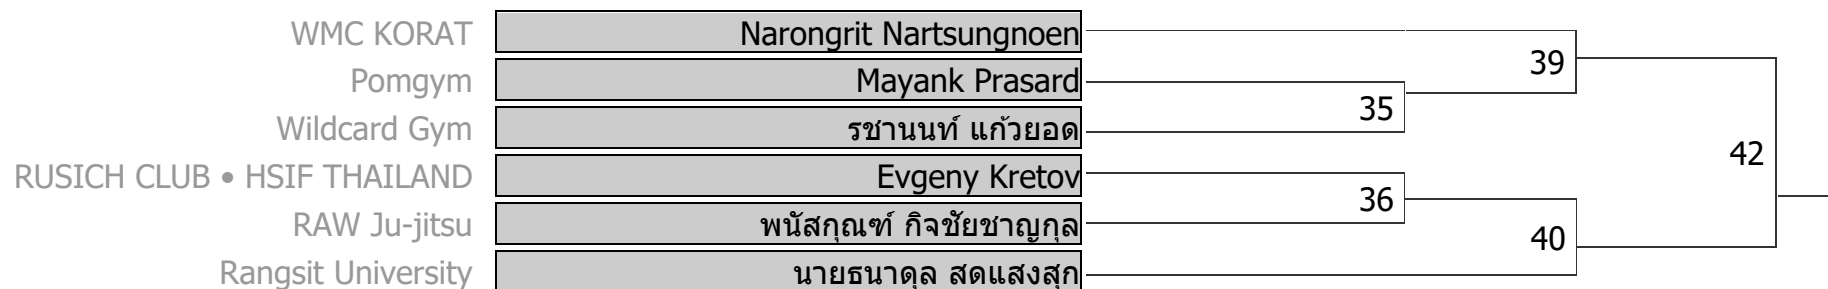 WMC KORAT Narongrit Nartsungnoen
39
Pomgym Mayank Prasard
35
Wildcard Gym รชานนท์ แก้วยอด
42
RUSICH CLUB • HSIF THAILAND Evgeny Kretov
36
RAW Ju-jitsu พนัสกุณฑ์ กิจชัยชาญกุล
40
Rangsit University นายธนาดุล สดแสงสุก